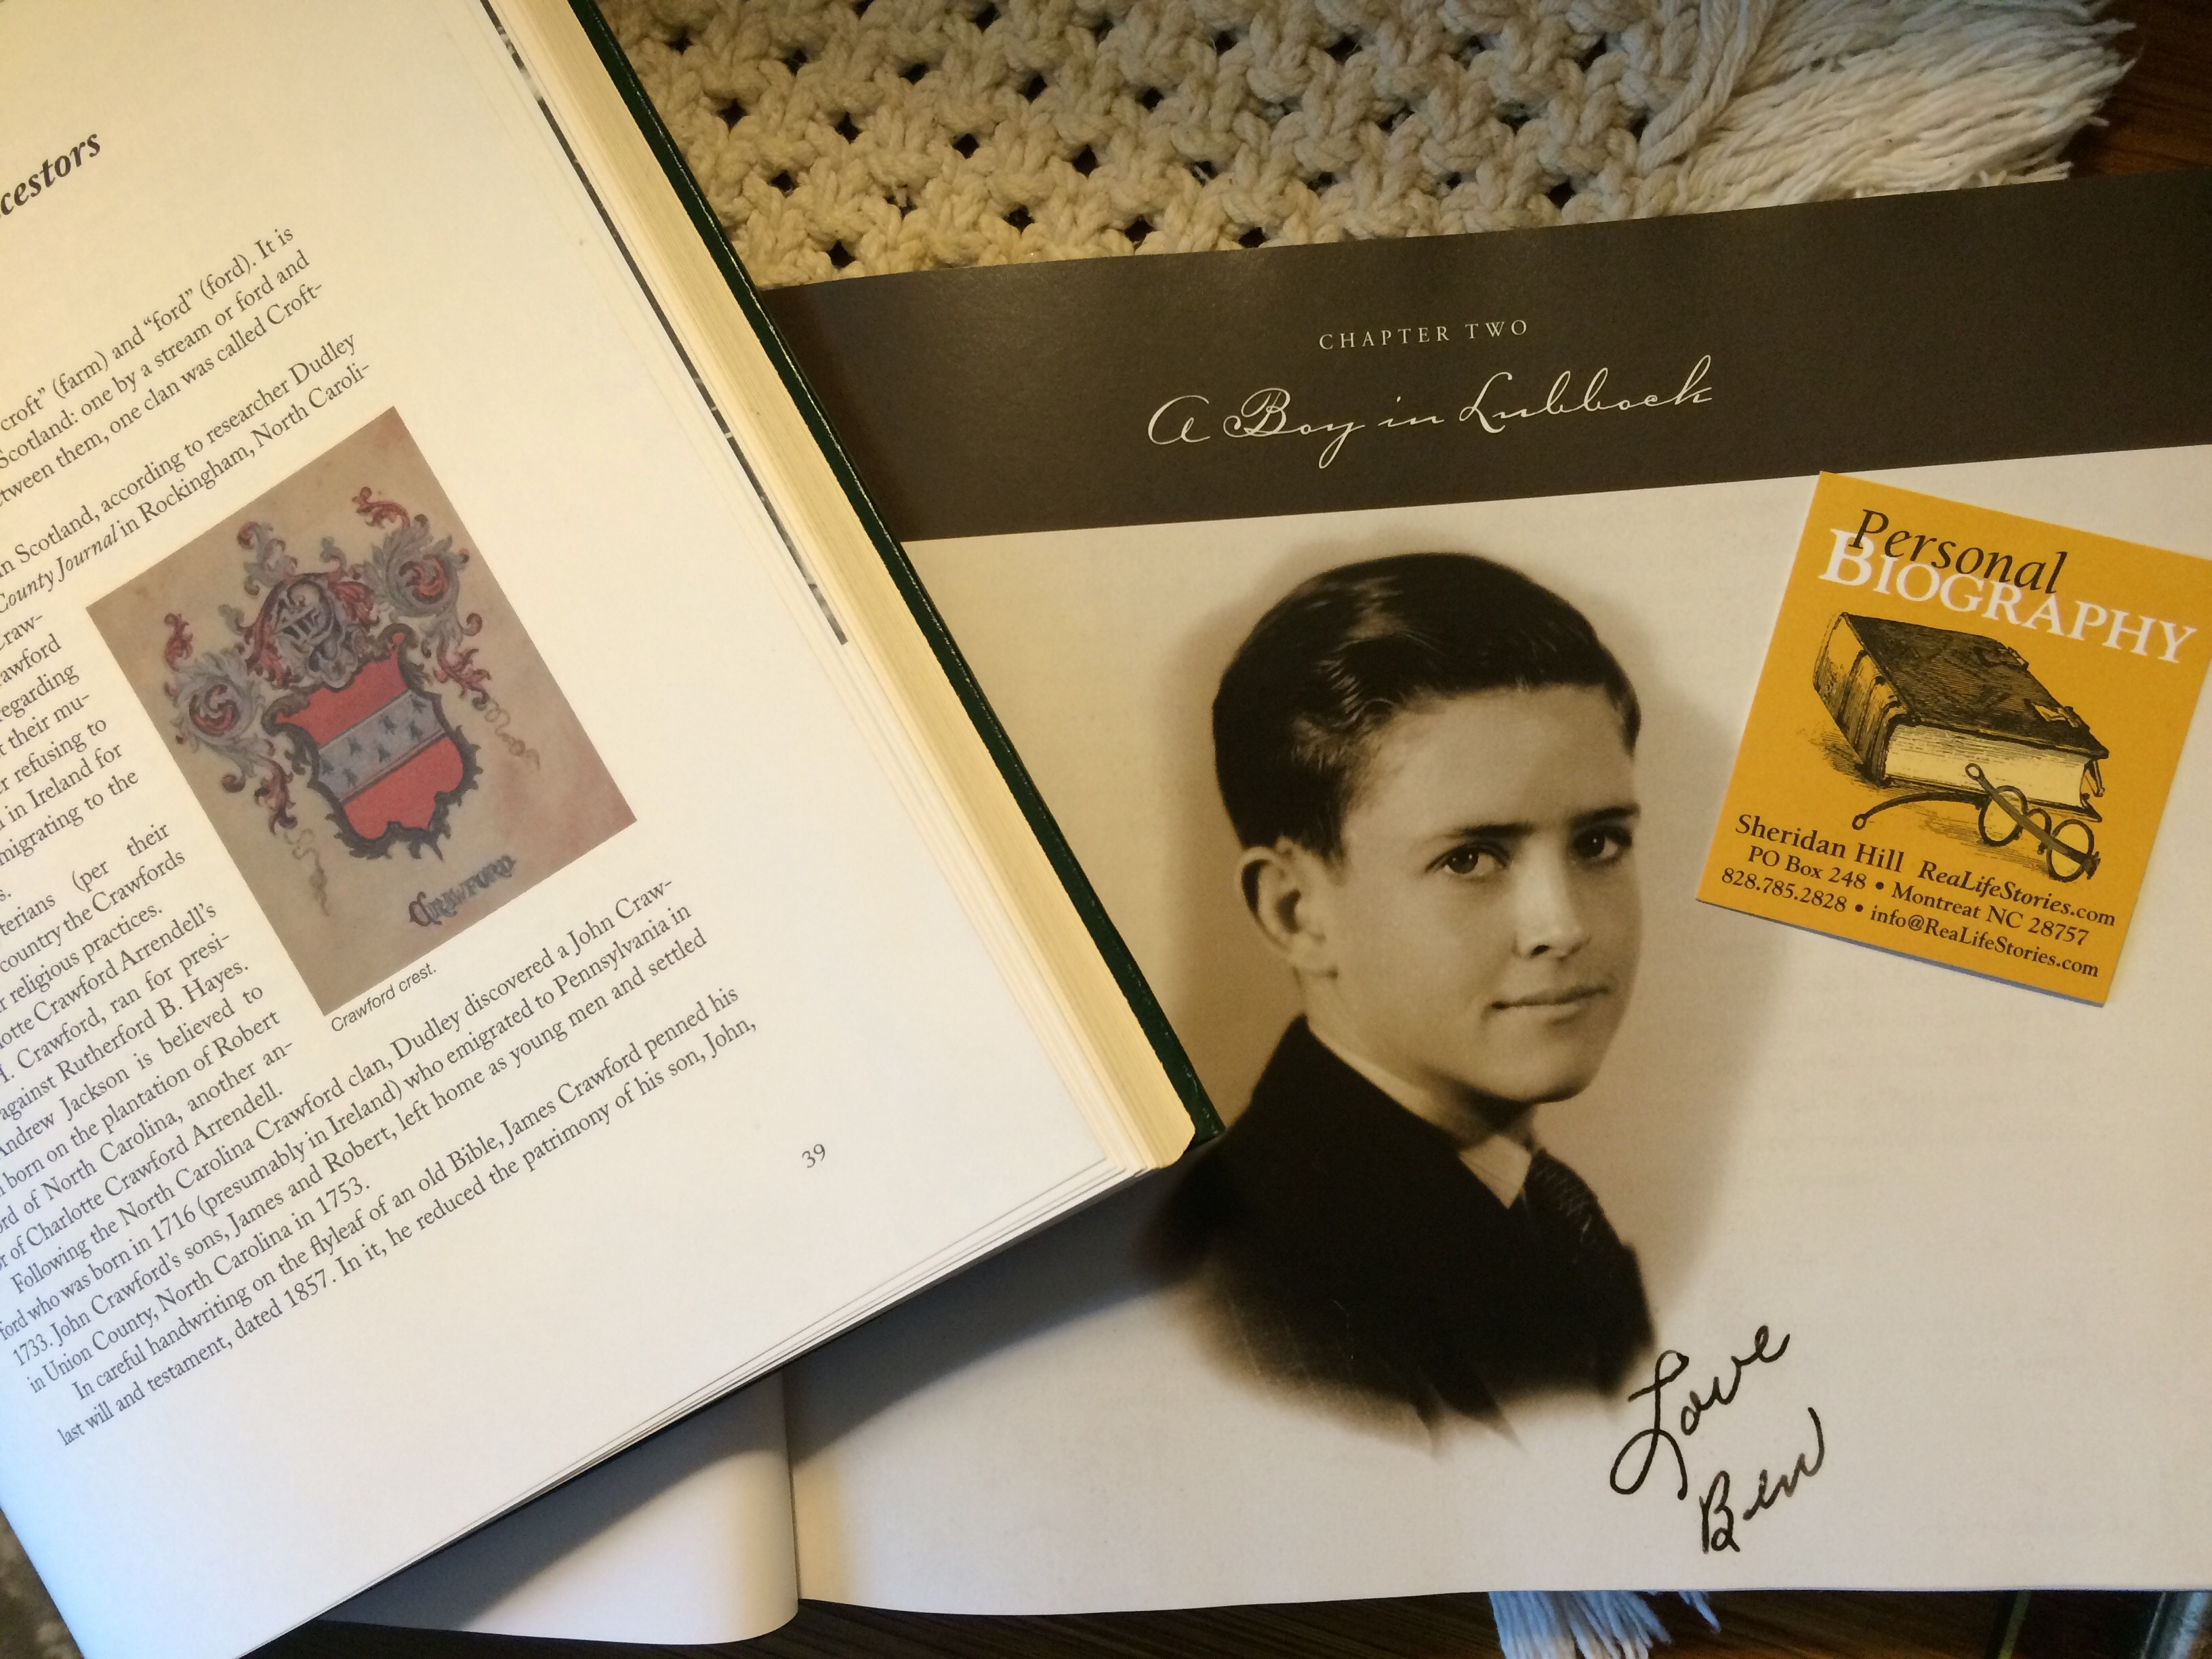 cestors
croft" (farm) and "ford" (ford). It is
Scotland: one by a stream or ford and
tween them, one clan was called Croft-
n Scotland, according to researcher Dudley
County Journal in Rockingham, North Caroli-
Craw-
awford
regarding
t their mu-
r refusing to
l in Ireland for
migrating to the
s.
terians (per their
country the Crawfords
r religious practices.
lotte Crawford Arrendell's
H. Crawford, ran for presi-
against Rutherford B. Hayes.
Andrew Jackson is believed to
born on the plantation of Robert
ord of North Carolina, another an-
r of Charlotte Crawford Arrendell.
Following the North Carolina Crawford clan, Dudley discovered a John Craw-
ford who was born in 1716 (presumably in Ireland) who emigrated to Pennsylvania in
1733. John Crawford's sons, James and Robert, left home as young men and settled
in Union County, North Carolina in 1753.
In careful handwriting on the flyleaf of an old Bible, James Crawford penned his
last will and testament, dated 1857. In it, he reduced the patrimony of his son, John,
CRAWFORD
Crawford crest.
39
CHAPTER TWO
A Boy in Lubbock
Love
Ben
Personal
BIOGRAPHY
Sheridan Hill ReaLifeStories.com
PO Box 248 • Montreat NC 28757
828.785.2828 • info@ReaLifeStories.com